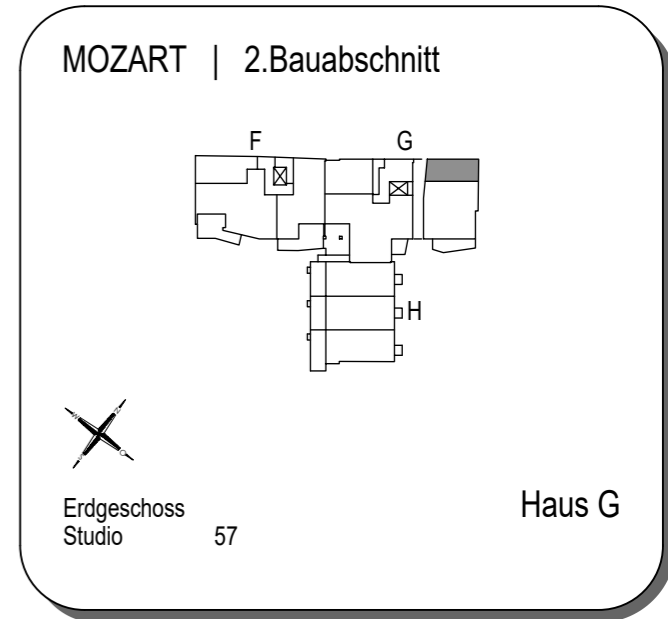 MOZART | 2.Bauabschnitt
F
G
H
N
W
O
S
Erdgeschoss
Studio 57
Haus G